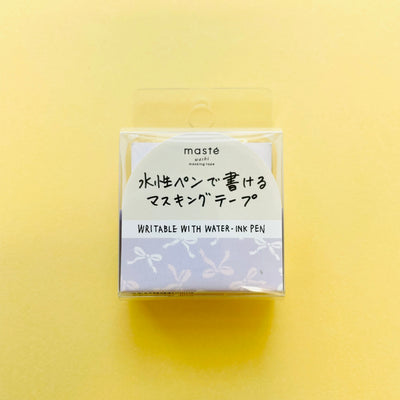 masté
washi
masking tape
水性ペンで書ける
マスキングテープ
WRITABLE WITH WATER-INK PEN